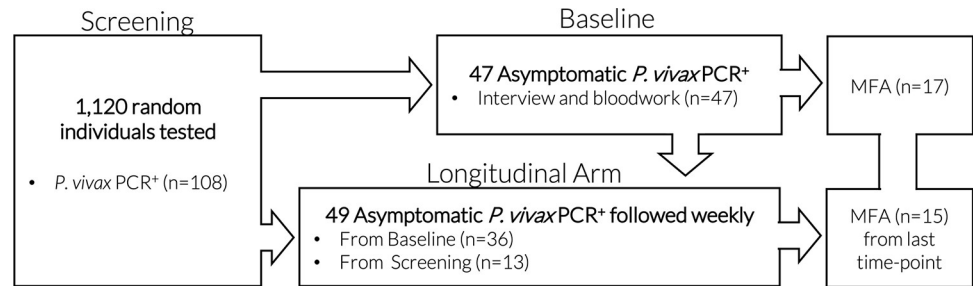 Screening
1,120 random
individuals tested
• P. vivax PCR⁺ (n=108)
Baseline
47 Asymptomatic P. vivax PCR⁺
• Interview and bloodwork (n=47)
MFA (n=17)
Longitudinal Arm
49 Asymptomatic P. vivax PCR⁺ followed weekly
• From Baseline (n=36)
• From Screening (n=13)
MFA (n=15)
from last
time-point